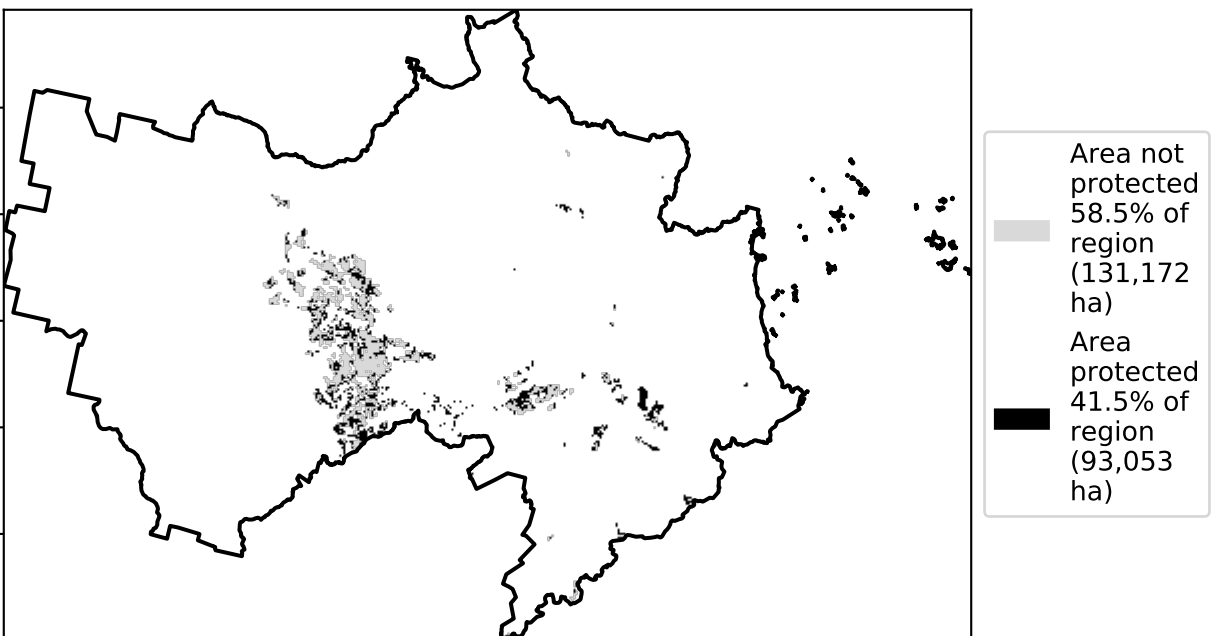 Area not
protected
58.5% of
region
(131,172
ha)
Area
protected
41.5% of
region
(93,053
ha)